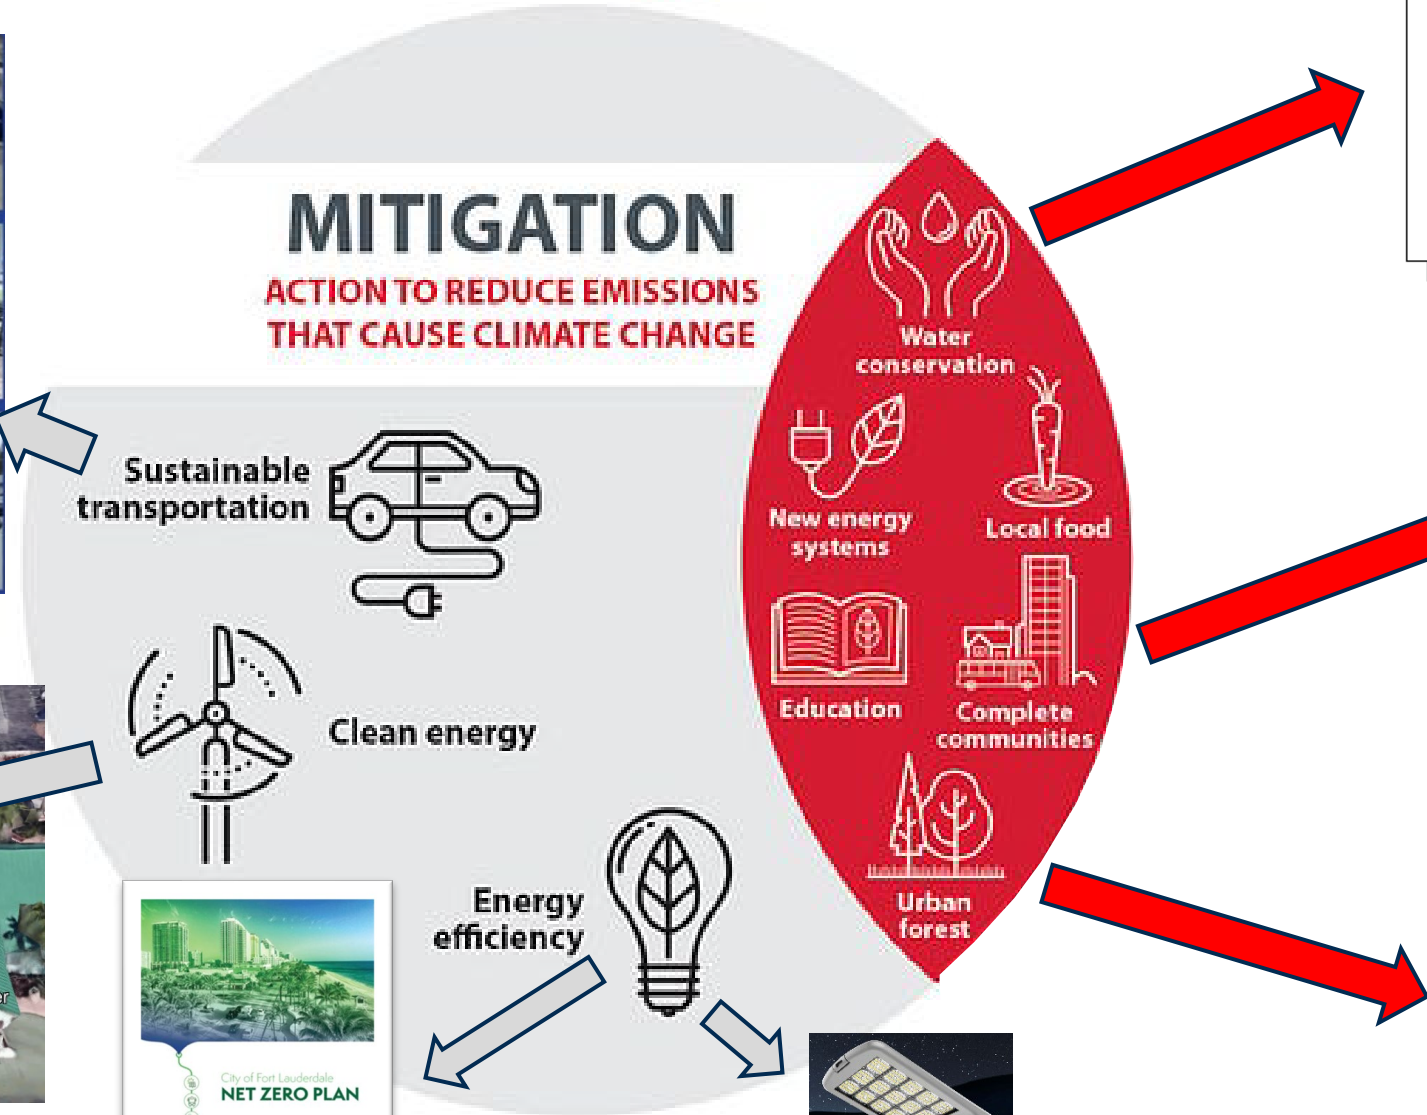 MITIGATION
ACTION TO REDUCE EMISSIONS
THAT CAUSE CLIMATE CHANGE
Water
conservation
Sustainable
transportation
New energy
systems
Local food
Education
Complete
communities
Clean energy
Energy
efficiency
Urban
forest
City of Fort Lauderdale
NET ZERO PLAN